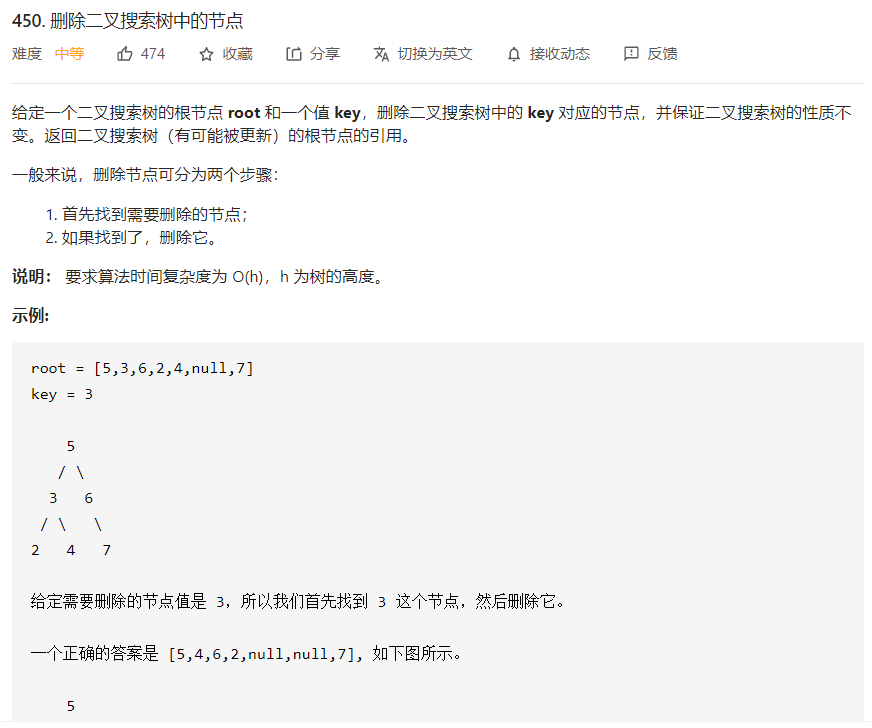 450. 删除二叉搜索树中的节点
难度 中等 474 收藏 分享 切换为英文 接收动态 反馈
给定一个二叉搜索树的根节点 root 和一个值 key，删除二叉搜索树中的 key 对应的节点，并保证二叉搜索树的性质不
变。返回二叉搜索树（有可能被更新）的根节点的引用。
一般来说，删除节点可分为两个步骤：
1. 首先找到需要删除的节点；
2. 如果找到了，删除它。
说明： 要求算法时间复杂度为 O(h)，h 为树的高度。
示例:
root = [5,3,6,2,4,null,7]
key = 3
5
/ \
3 6
/ \ \
2 4 7
给定需要删除的节点值是 3，所以我们首先找到 3 这个节点，然后删除它。
一个正确的答案是 [5,4,6,2,null,null,7], 如下图所示。
5